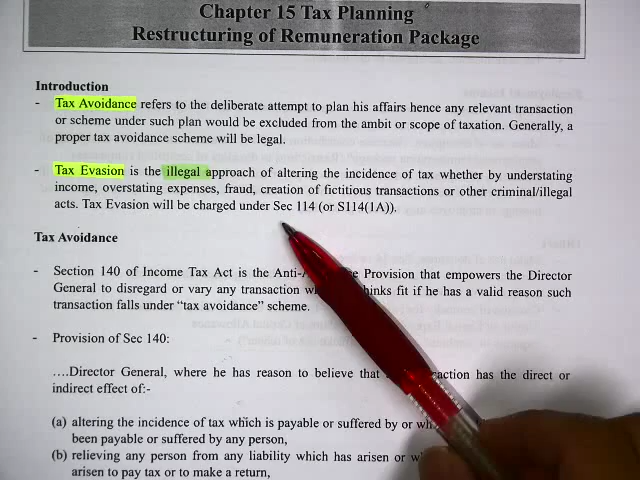 Chapter 15 Tax Planning
Restructuring of Remuneration Package
Introduction
- Tax Avoidance refers to the deliberate attempt to plan his affairs hence any relevant transaction
or scheme under such plan would be excluded from the ambit or scope of taxation. Generally, a
proper tax avoidance scheme will be legal.
- Tax Evasion is the illegal approach of altering the incidence of tax whether by understating
income, overstating expenses, fraud, creation of fictitious transactions or other criminal/illegal
acts. Tax Evasion will be charged under Sec 114 (or S114(1A)).
Tax Avoidance
- Section 140 of Income Tax Act is the Anti- Provision that empowers the Director
General to disregard or vary any transaction thinks fit if he has a valid reason such
transaction falls under "tax avoidance" scheme.
- Provision of Sec 140:
....Director General, where he has reason to believe that has the direct or
indirect effect of:-
(a) altering the incidence of tax which is payable or suffered by or
been payable or suffered by any person,
(b) relieving any person from any liability which has arisen or
arisen to pay tax or to make a return,